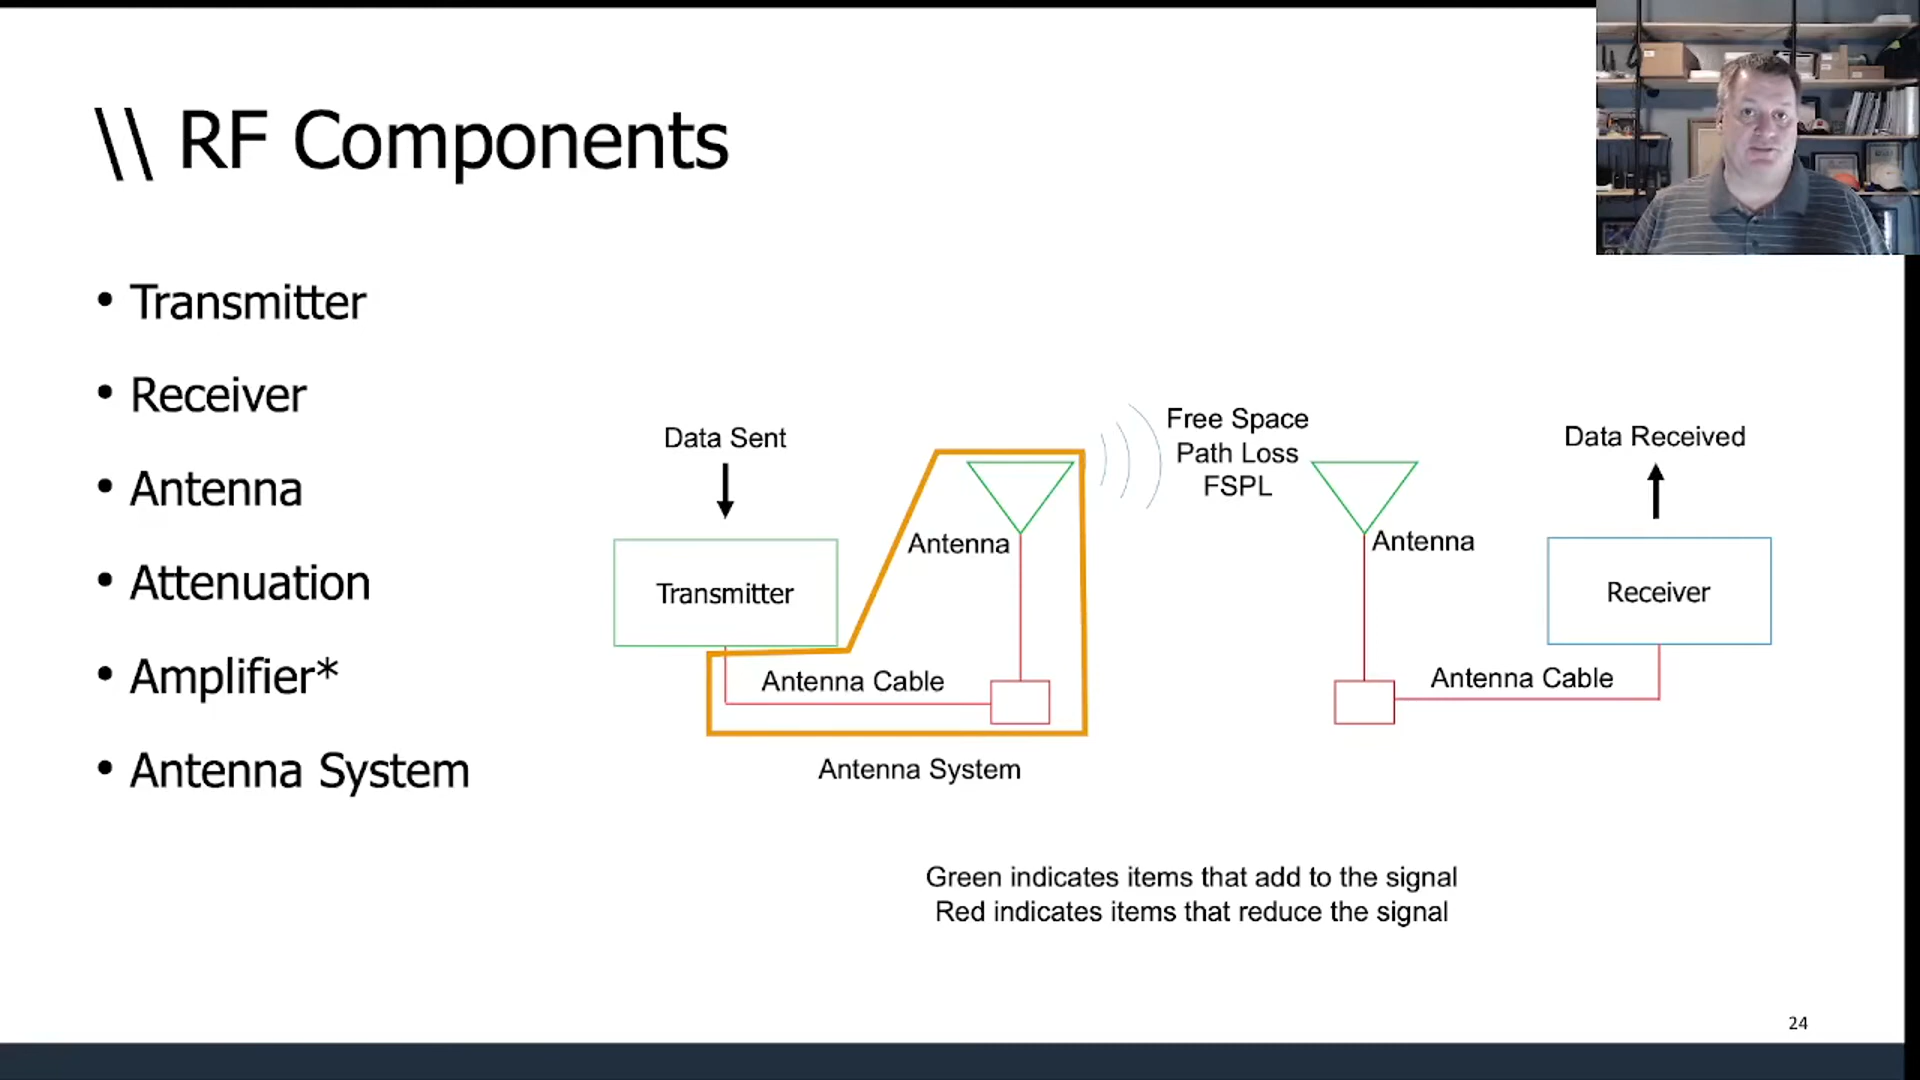 \\ RF Components
• Transmitter
• Receiver
• Antenna
• Attenuation
• Amplifier*
• Antenna System
Data Sent
Transmitter
Antenna
Antenna Cable
Antenna System
Free Space
Path Loss
FSPL
Antenna
Antenna Cable
Data Received
Receiver
Green indicates items that add to the signal
Red indicates items that reduce the signal
24